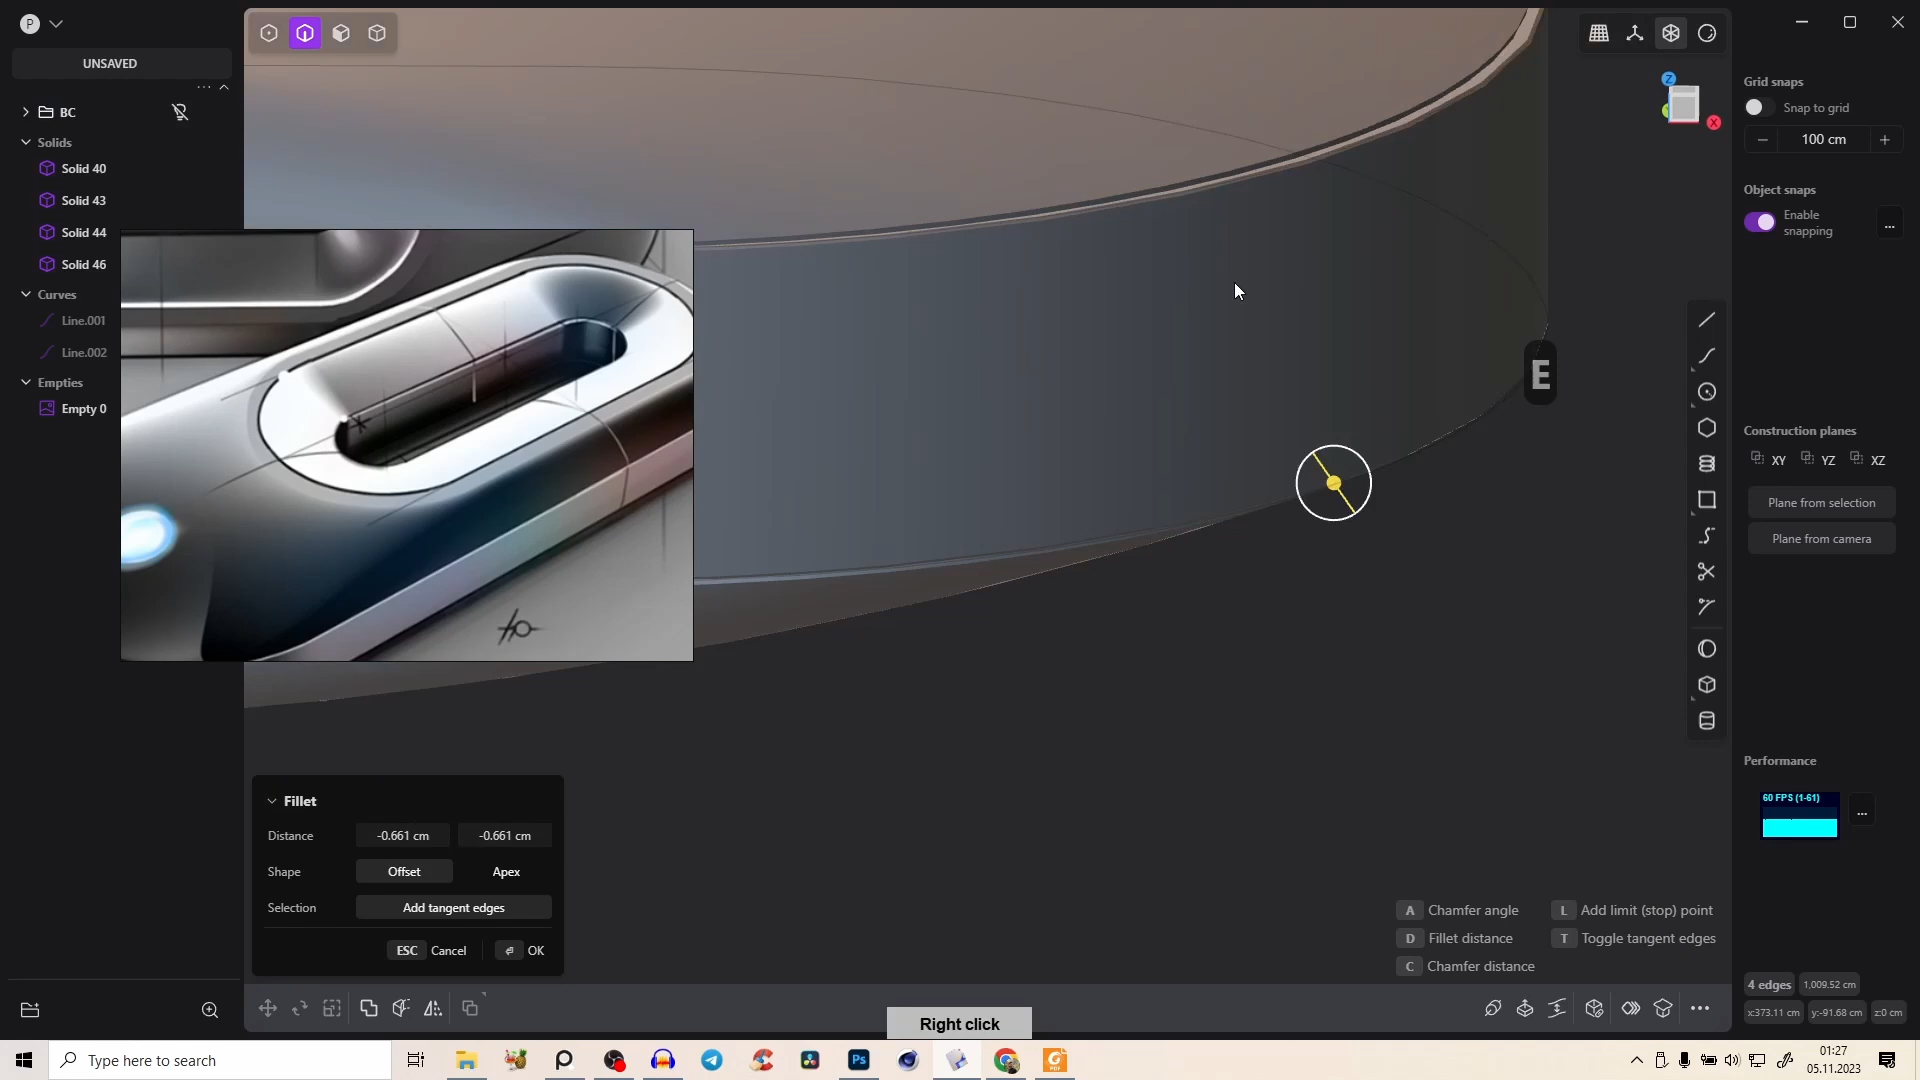 P
UNSAVED
...
BC
Solids
Solid 40
Solid 43
Solid 44
Solid 46
Curves
Line.001
Line.002
Empties
Empty 0
E
Z
X
Grid snaps
Snap to grid
100 cm
Object snaps
Enable
snapping
...
Construction planes
XY
YZ
XZ
Plane from selection
Plane from camera
Performance
60 FPS (1-61)
...
Fillet
Distance
-0.661 cm
-0.661 cm
Shape
Offset
Apex
Selection
Add tangent edges
ESC Cancel
OK
A Chamfer angle
L Add limit (stop) point
D Fillet distance
T Toggle tangent edges
C Chamfer distance
4 edges
1,009.52 cm
x:373.11 cm
y:-91.68 cm
z:0 cm
Right click
Type here to search
Ps
PDF
01:27
05.11.2023